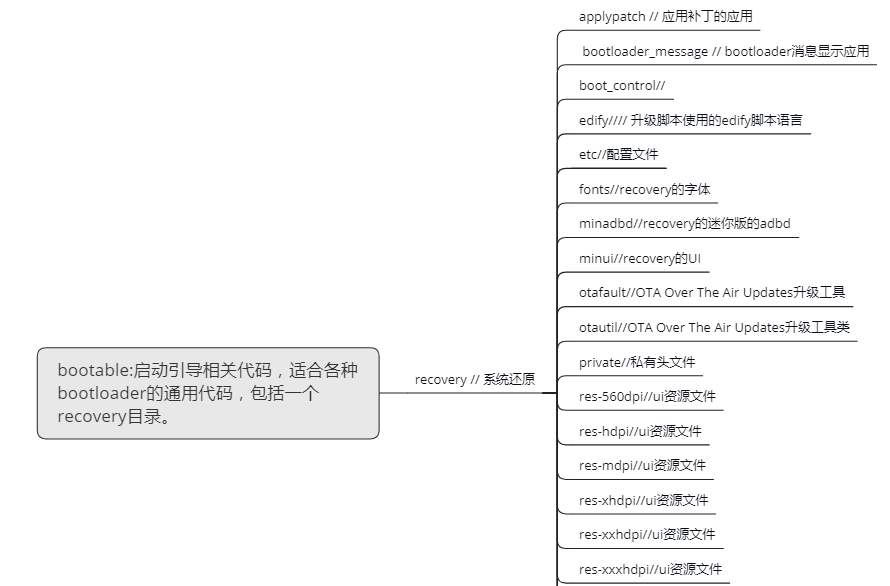 applypatch // 应用补丁的应用
bootloader_message // bootloader消息显示应用
boot_control//
edify//// 升级脚本使用的edify脚本语言
etc//配置文件
fonts//recovery的字体
minadbd//recovery的迷你版的adbd
minui//recovery的UI
otafault//OTA Over The Air Updates升级工具
otautil//OTA Over The Air Updates升级工具类
private//私有头文件
bootable:启动引导相关代码，适合各种
bootloader的通用代码，包括一个
recovery目录。
recovery // 系统还原
res-560dpi//ui资源文件
res-hdpi//ui资源文件
res-mdpi//ui资源文件
res-xhdpi//ui资源文件
res-xxhdpi//ui资源文件
res-xxxhdpi//ui资源文件